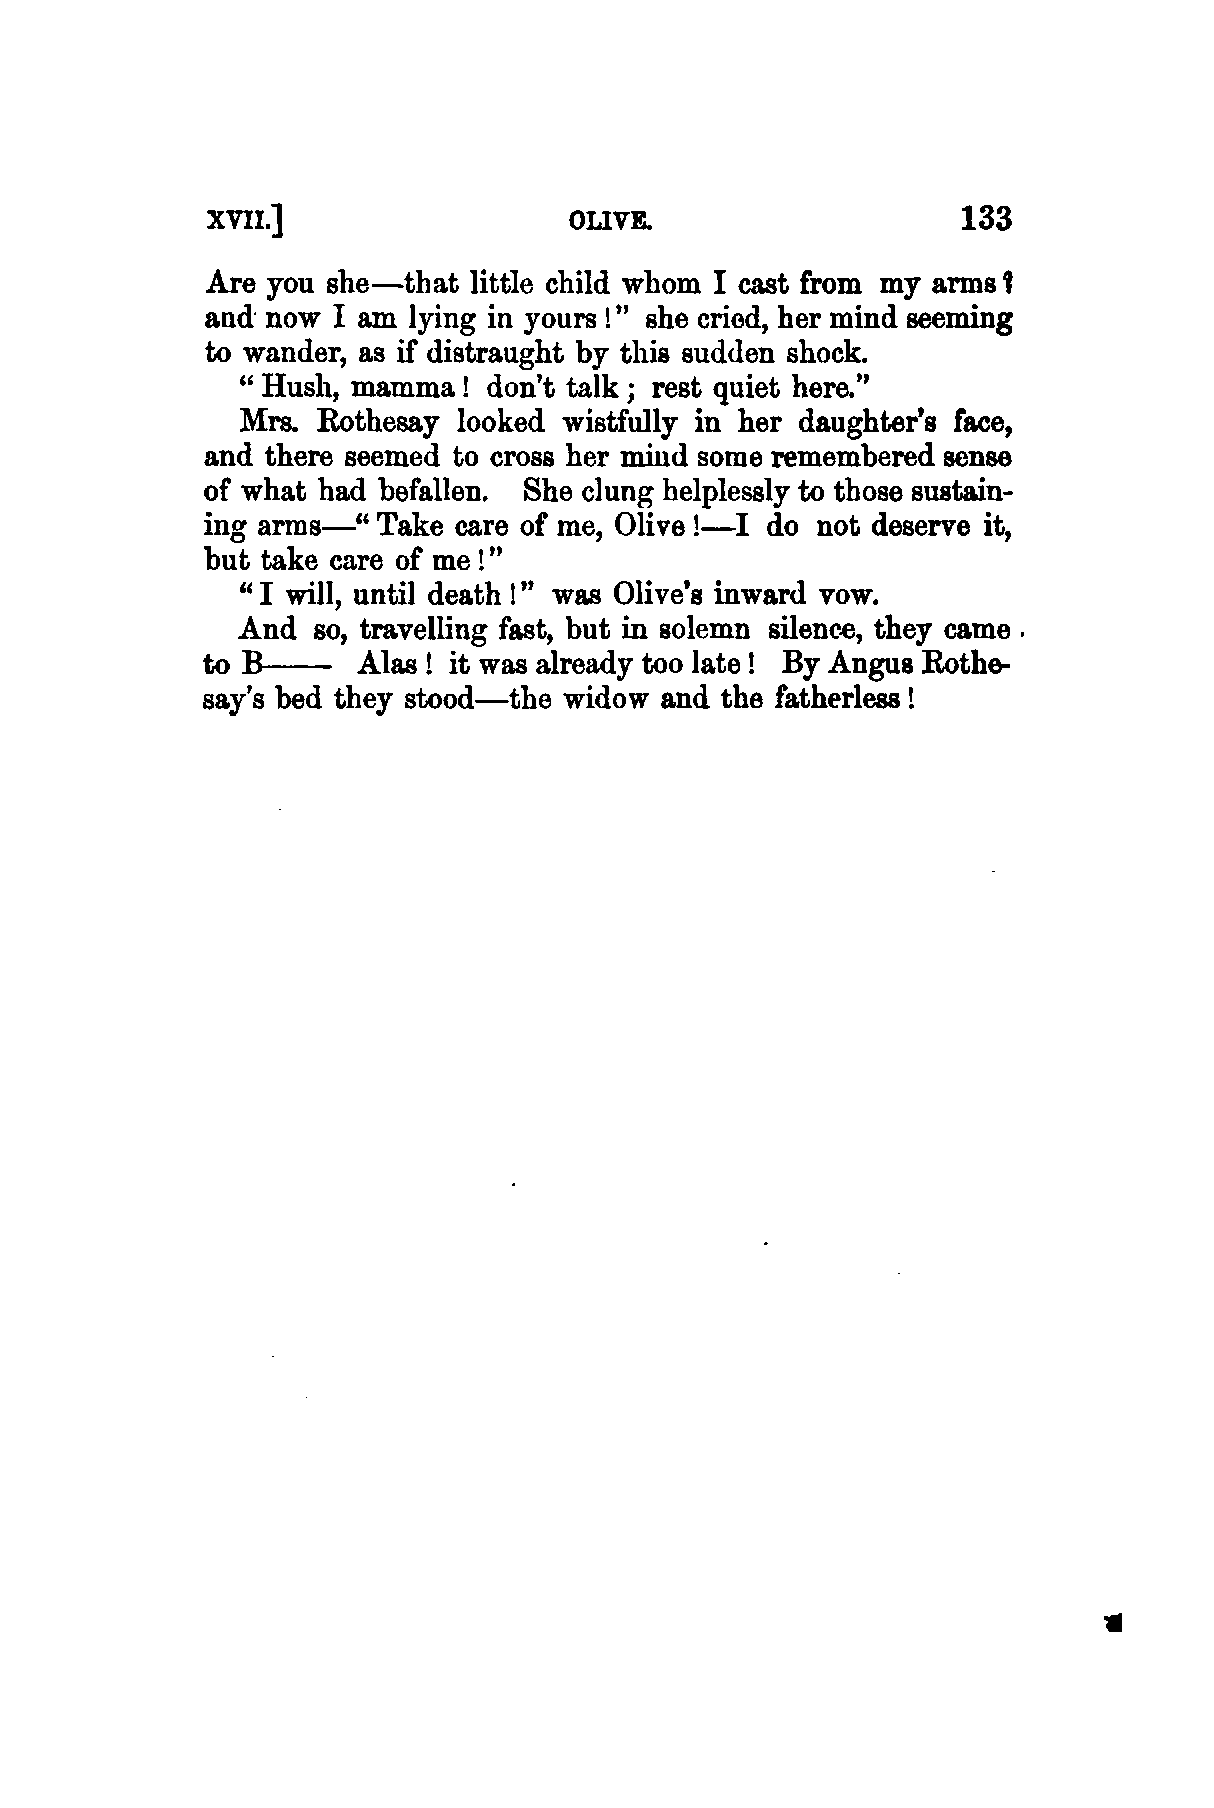 XVII.] OLIVE. 133
Are you she—that little child whom I cast from my arms?
and now I am lying in yours!" she cried, her mind seeming
to wander, as if distraught by this sudden shock.
"Hush, mamma! don't talk; rest quiet here."
Mrs. Rothesay looked wistfully in her daughter's face,
and there seemed to cross her mind some remembered sense
of what had befallen. She clung helplessly to those sustain-
ing arms—"Take care of me, Olive!—I do not deserve it,
but take care of me!"
"I will, until death!" was Olive's inward vow.
And so, travelling fast, but in solemn silence, they came
to B—— Alas! it was already too late! By Angus Rothe-
say's bed they stood—the widow and the fatherless!